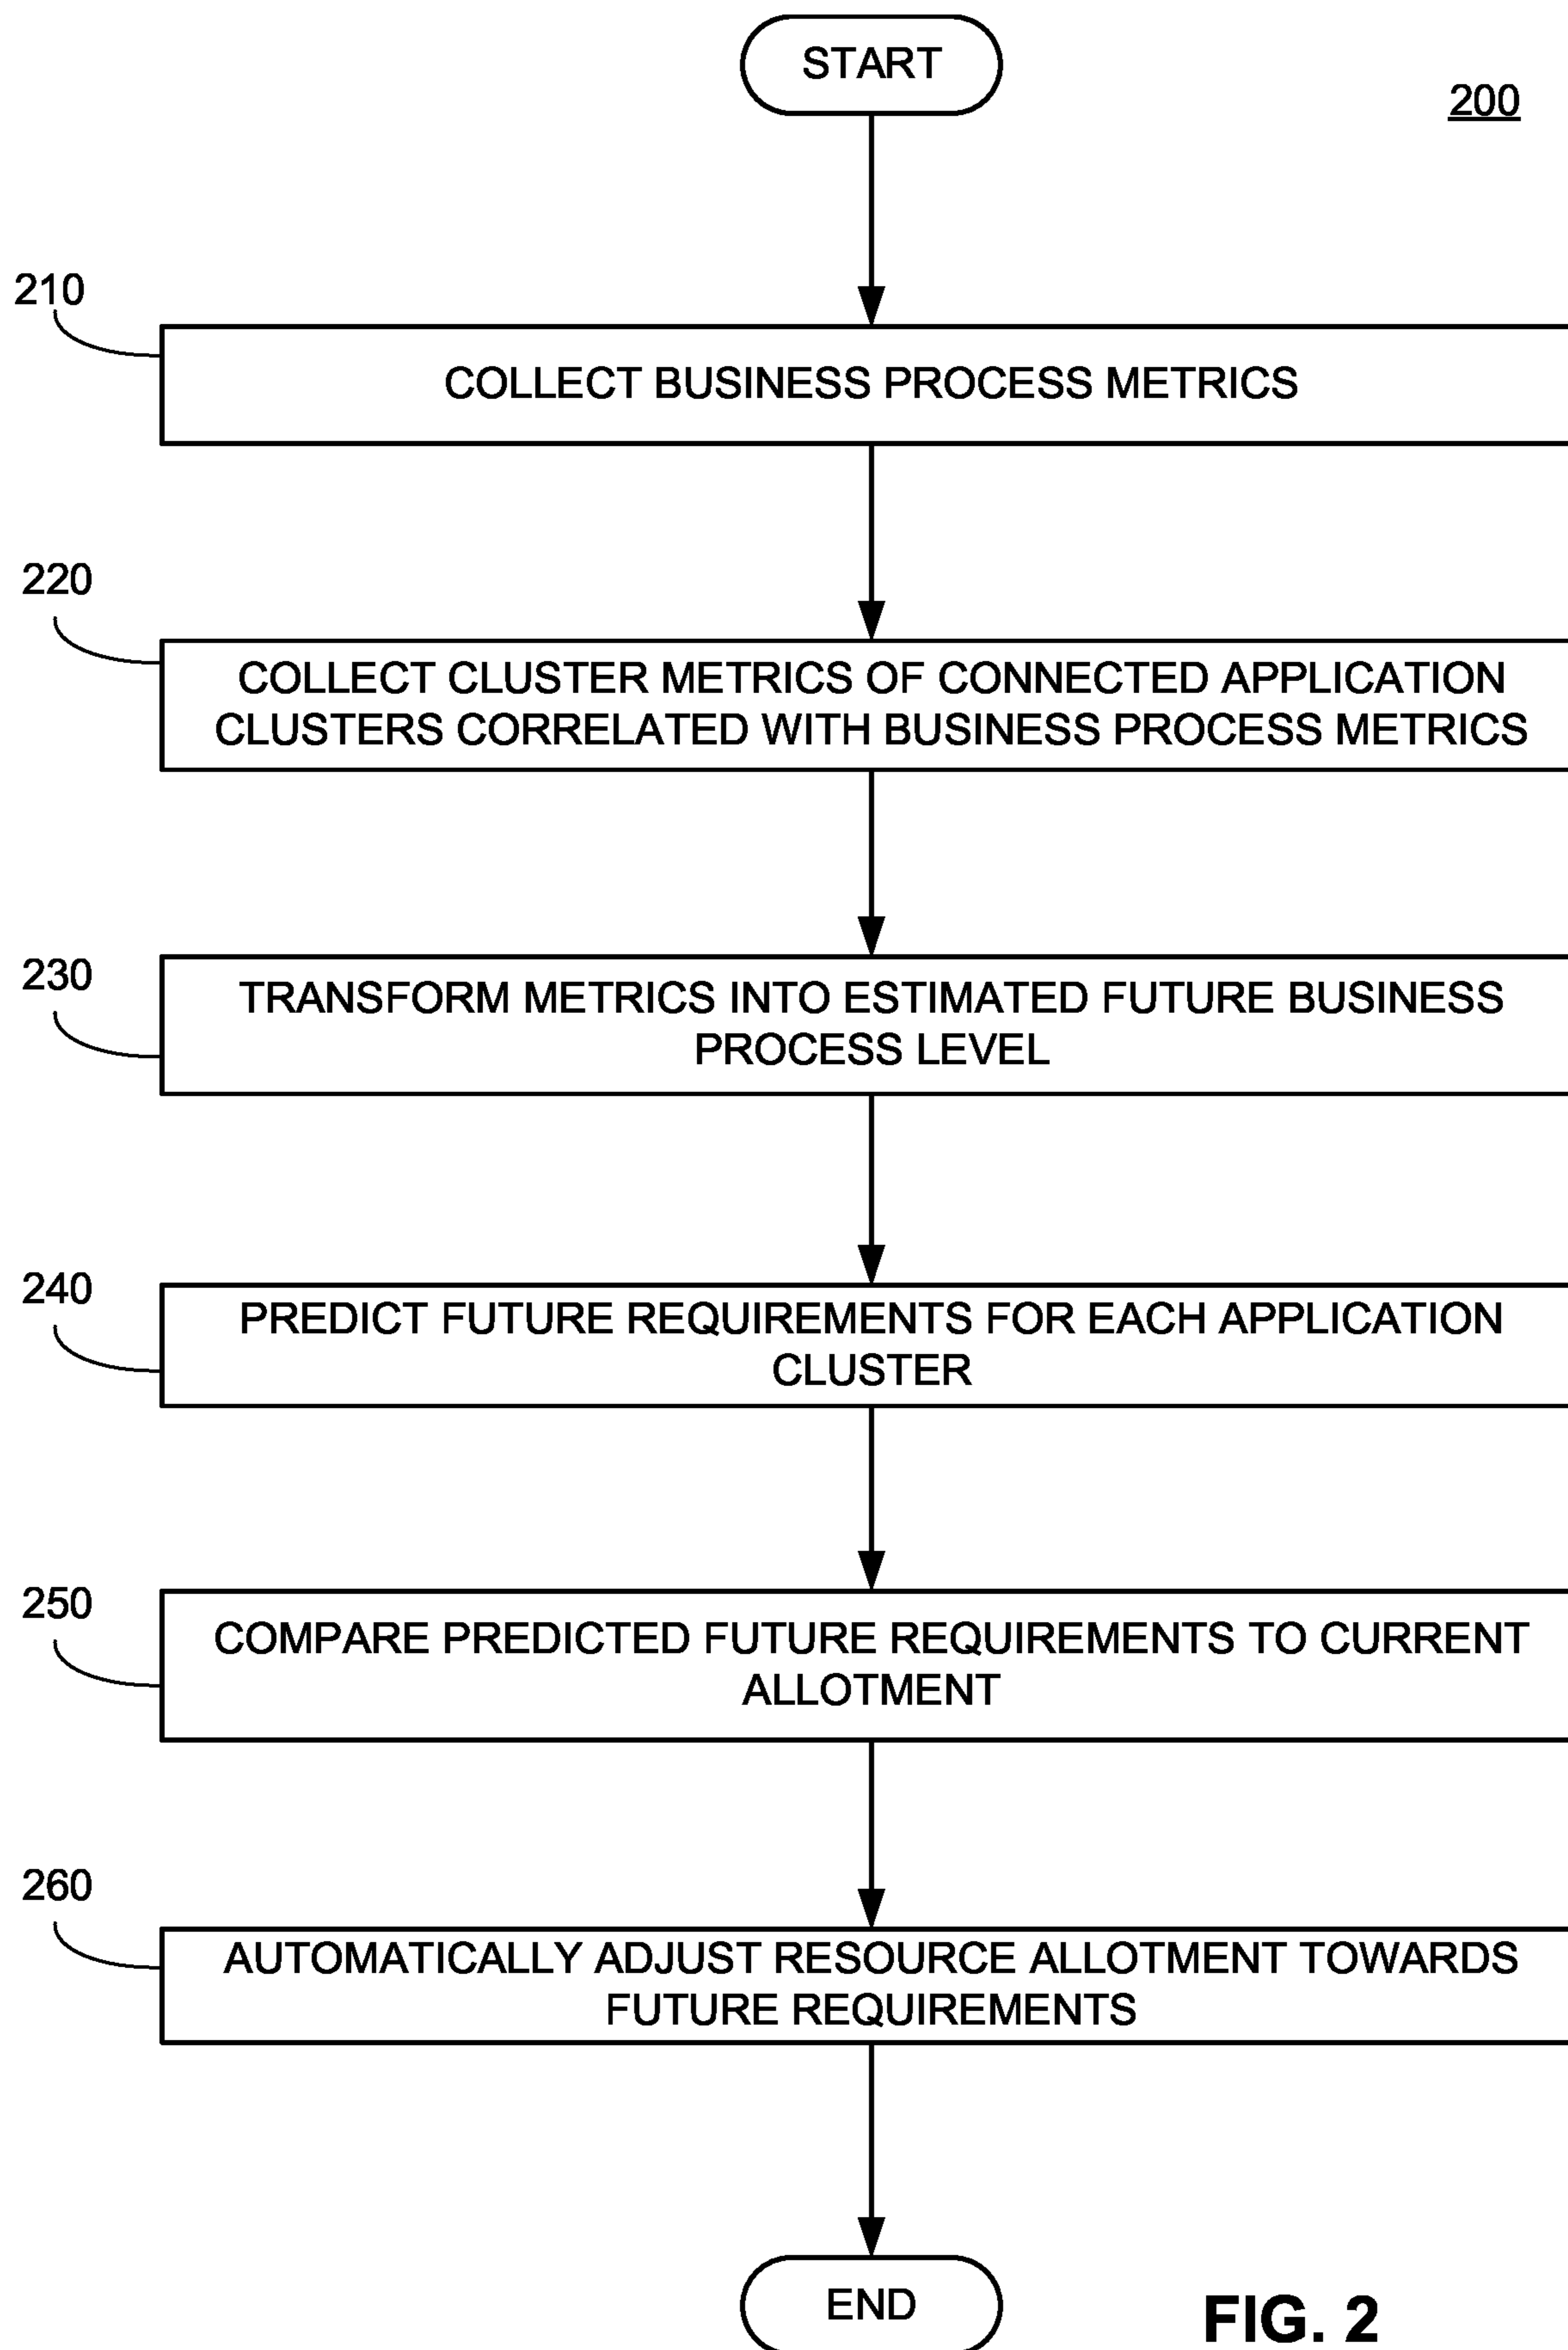 START
200
210
COLLECT BUSINESS PROCESS METRICS
220
COLLECT CLUSTER METRICS OF CONNECTED APPLICATION
CLUSTERS CORRELATED WITH BUSINESS PROCESS METRICS
230
TRANSFORM METRICS INTO ESTIMATED FUTURE BUSINESS
PROCESS LEVEL
240
PREDICT FUTURE REQUIREMENTS FOR EACH APPLICATION
CLUSTER
250
COMPARE PREDICTED FUTURE REQUIREMENTS TO CURRENT
ALLOTMENT
260
AUTOMATICALLY ADJUST RESOURCE ALLOTMENT TOWARDS
FUTURE REQUIREMENTS
END
FIG. 2